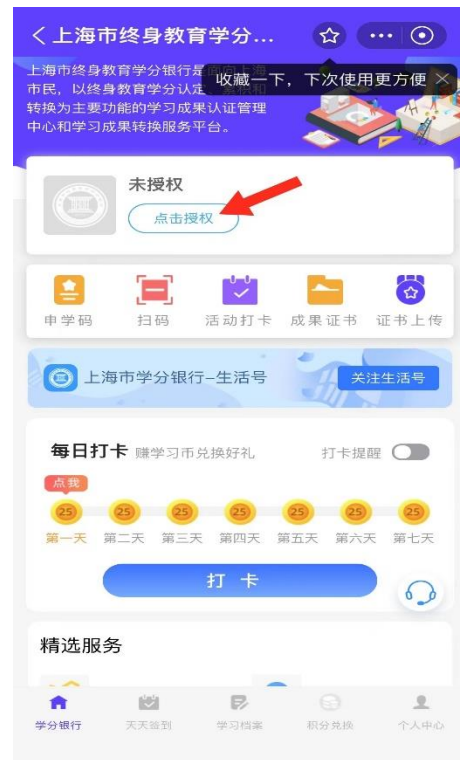 上海市终身教育学分...
上海市终身教育学分银行是面向上海
收藏一下，下次使用更方便
市民，以终身教育学分认定、累积和
转换为主要功能的学习成果认证管理
中心和学习成果转换服务平台。
未授权
点击授权
申学码 扫码 活动打卡 成果证书 证书上传
上海市学分银行-生活号 关注生活号
每日打卡 赚学习币兑换好礼 打卡提醒
点我
25 25 25 25 25 25 25
第一天 第二天 第三天 第四天 第五天 第六天 第七天
打卡
精选服务
学分银行 天天签到 学习档案 积分兑换 个人中心